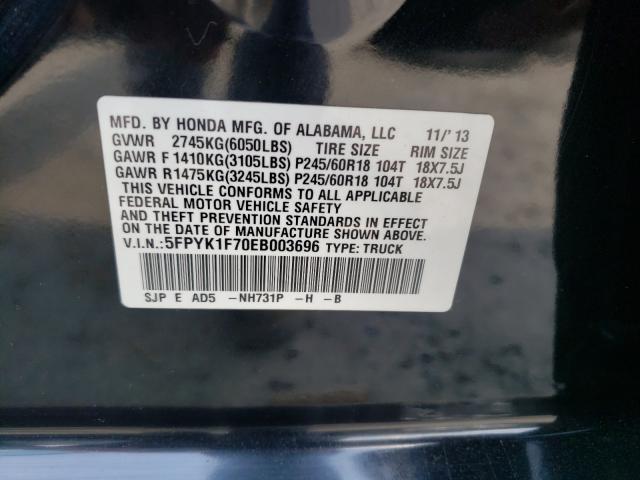 MFD. BY HONDA MFG. OF ALABAMA, LLC 11/'13
GVWR 2745KG(6050LBS) TIRE SIZE RIM SIZE
GAWR F 1410KG(3105LBS) P245/60R18 104T 18X7.5J
GAWR R1475KG(3245LBS) P245/60R18 104T 18X7.5J
THIS VEHICLE CONFORMS TO ALL APPLICABLE
FEDERAL MOTOR VEHICLE SAFETY
AND THEFT PREVENTION STANDARDS IN EFFECT
ON THE DATE OF MANUFACTURE SHOWN ABOVE.
V.I.N.:5FPYK1F70EB003696 TYPE: TRUCK
SJP E AD5 -NH731P -H -B